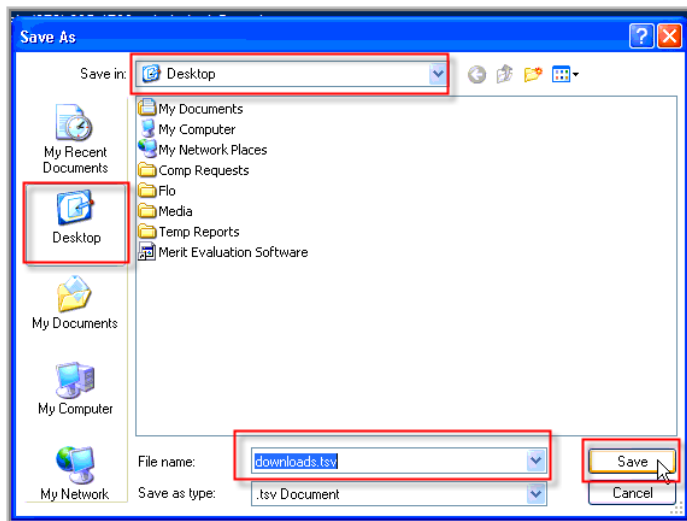 Save As
Save in:
Desktop
My Documents
My Computer
My Network Places
Comp Requests
Flo
Media
Temp Reports
Merit Evaluation Software
My Recent
Documents
Desktop
My Documents
My Computer
My Network
File name:
downloads.tsv
Save
Save as type:
.tsv Document
Cancel